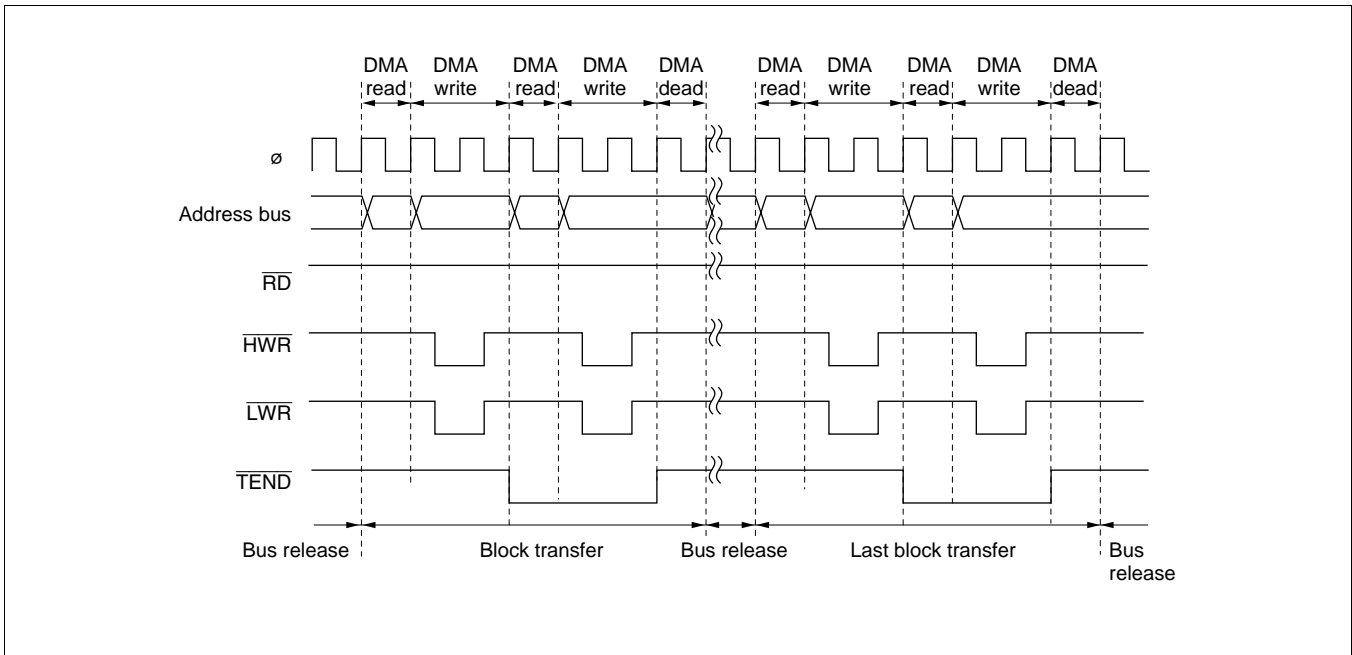 DMA DMA DMA DMA DMA DMA DMA DMA DMA DMA
read write read write dead read write read write dead
ø
Address bus
RD
HWR
LWR
TEND
Bus release Block transfer Bus release Last block transfer Bus
release